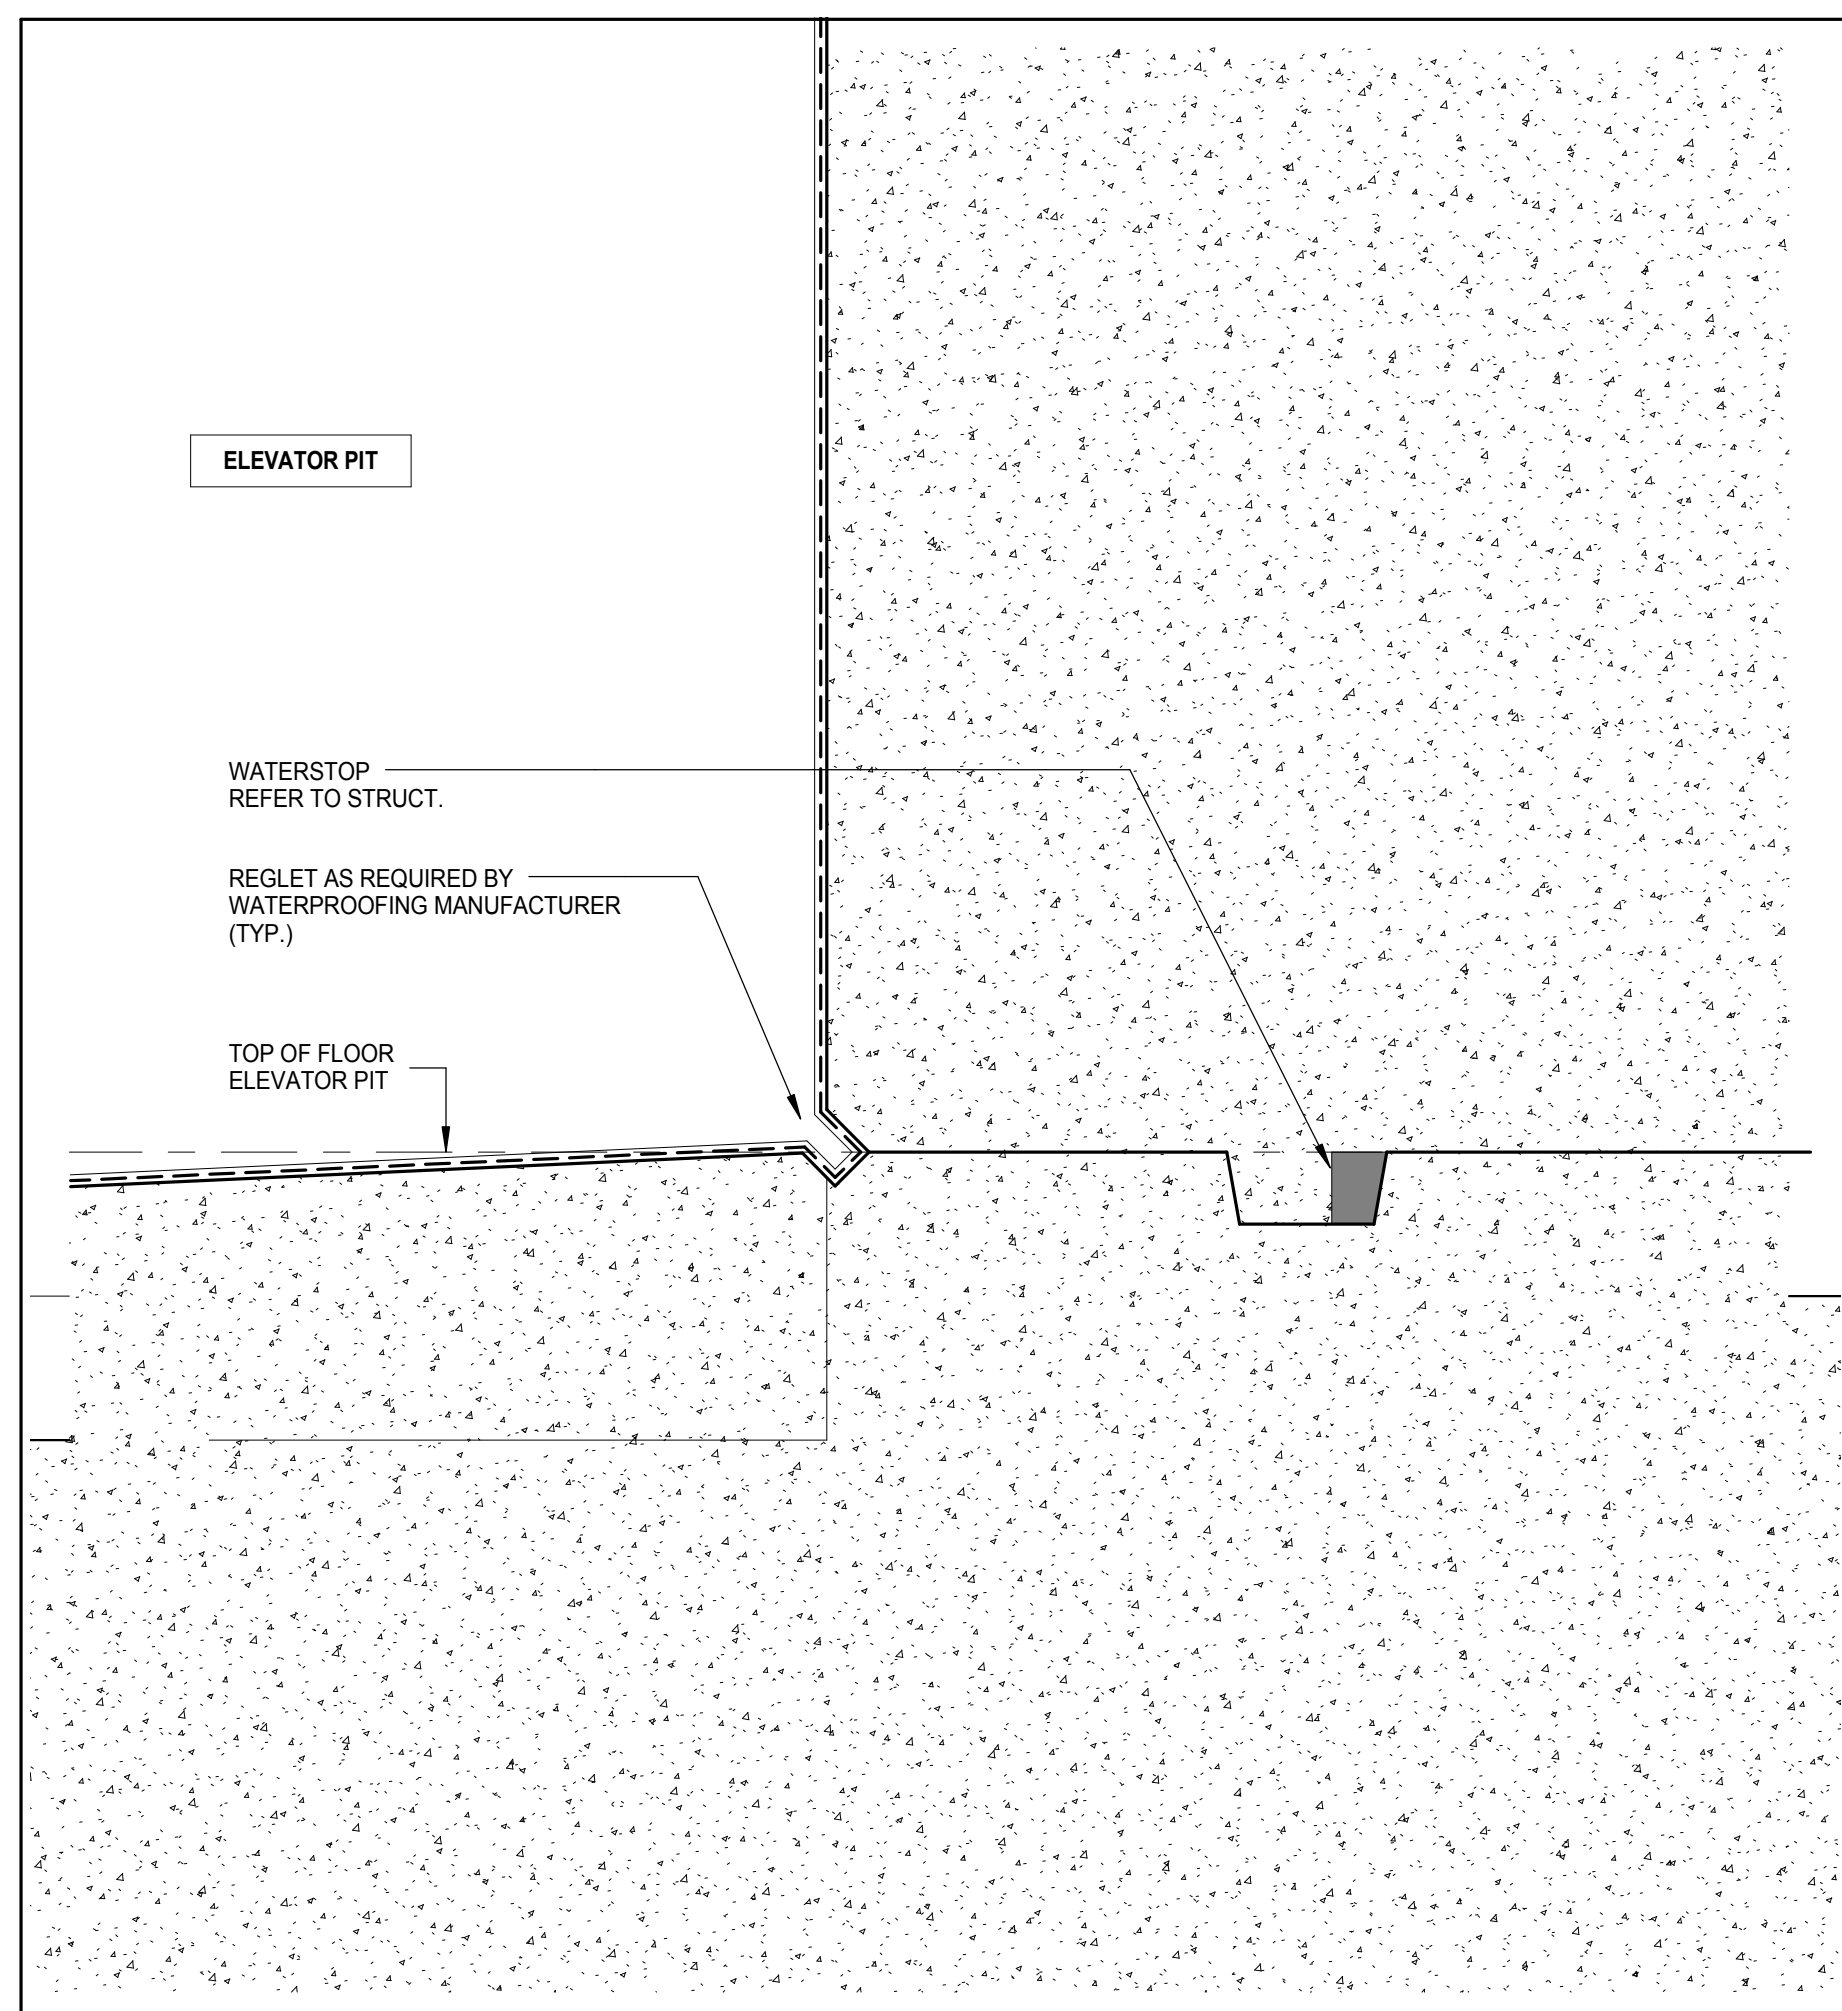 ELEVATOR PIT
WATERSTOP
REFER TO STRUCT.
REGLET AS REQUIRED BY
WATERPROOFING MANUFACTURER
(TYP.)
TOP OF FLOOR
ELEVATOR PIT